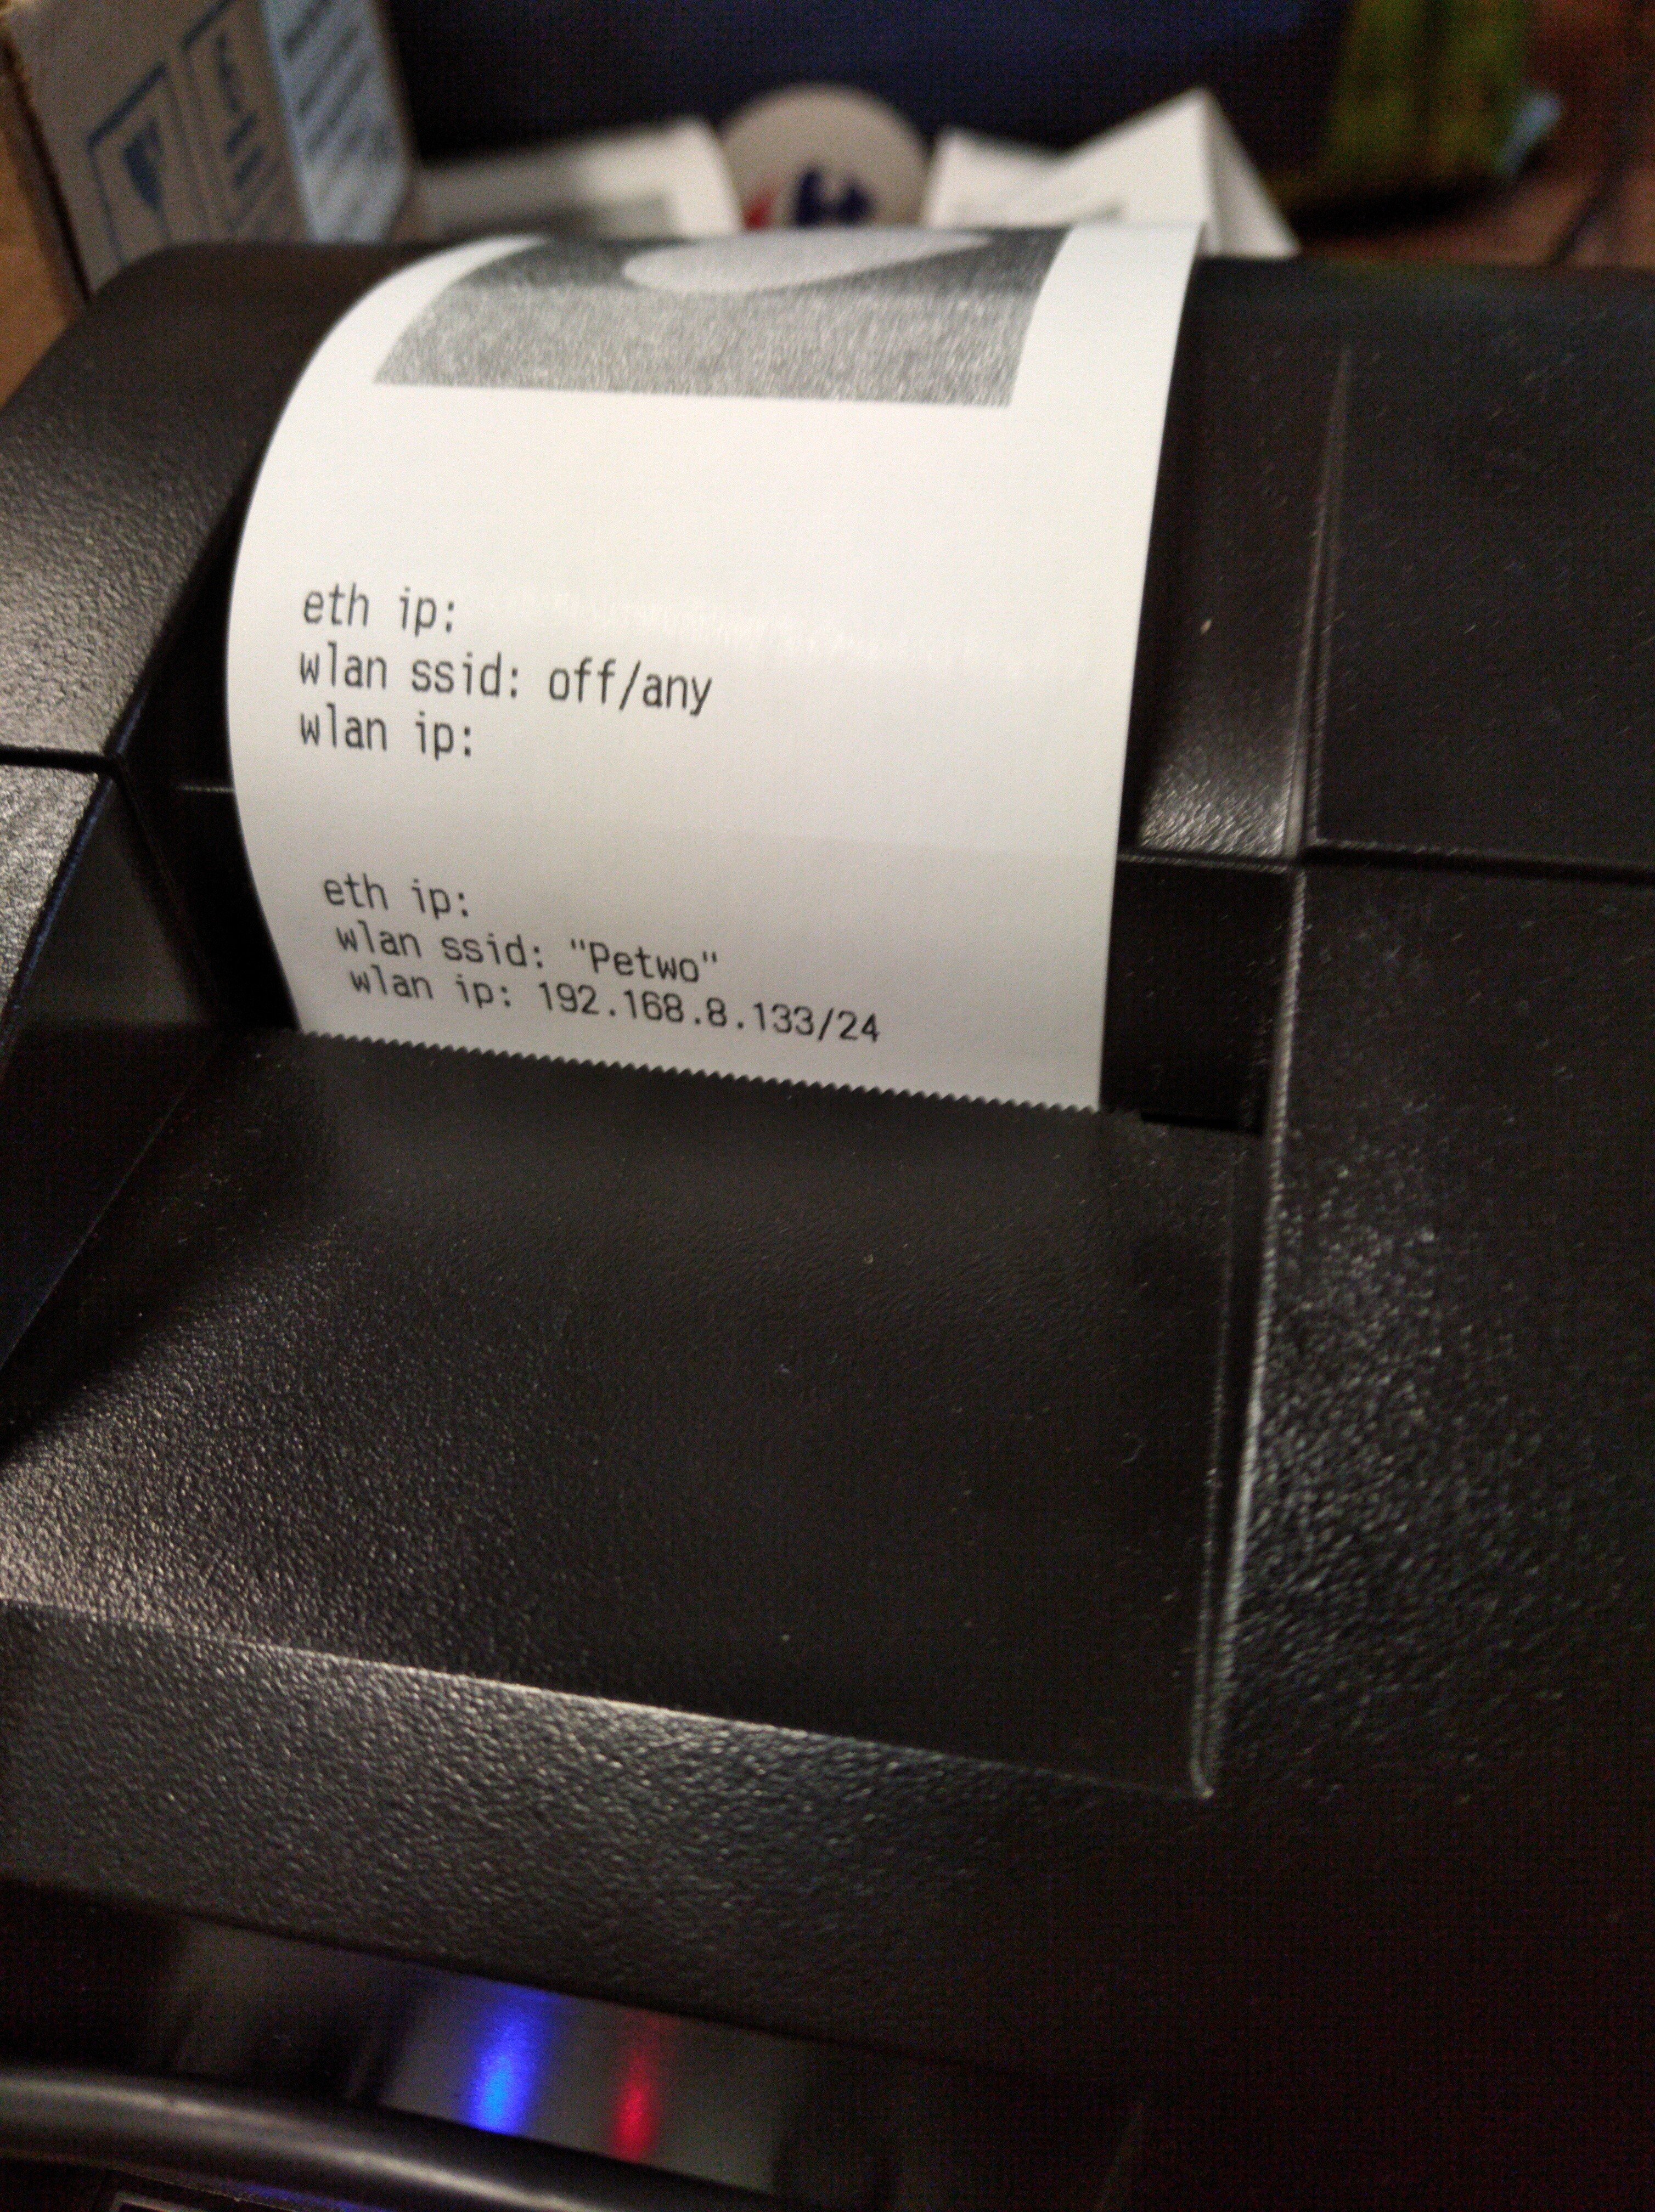 eth ip:
wlan ssid: off/any
wlan ip:
eth ip:
wlan ssid: "Petwo"
wlan ip: 192.168.8.133/24